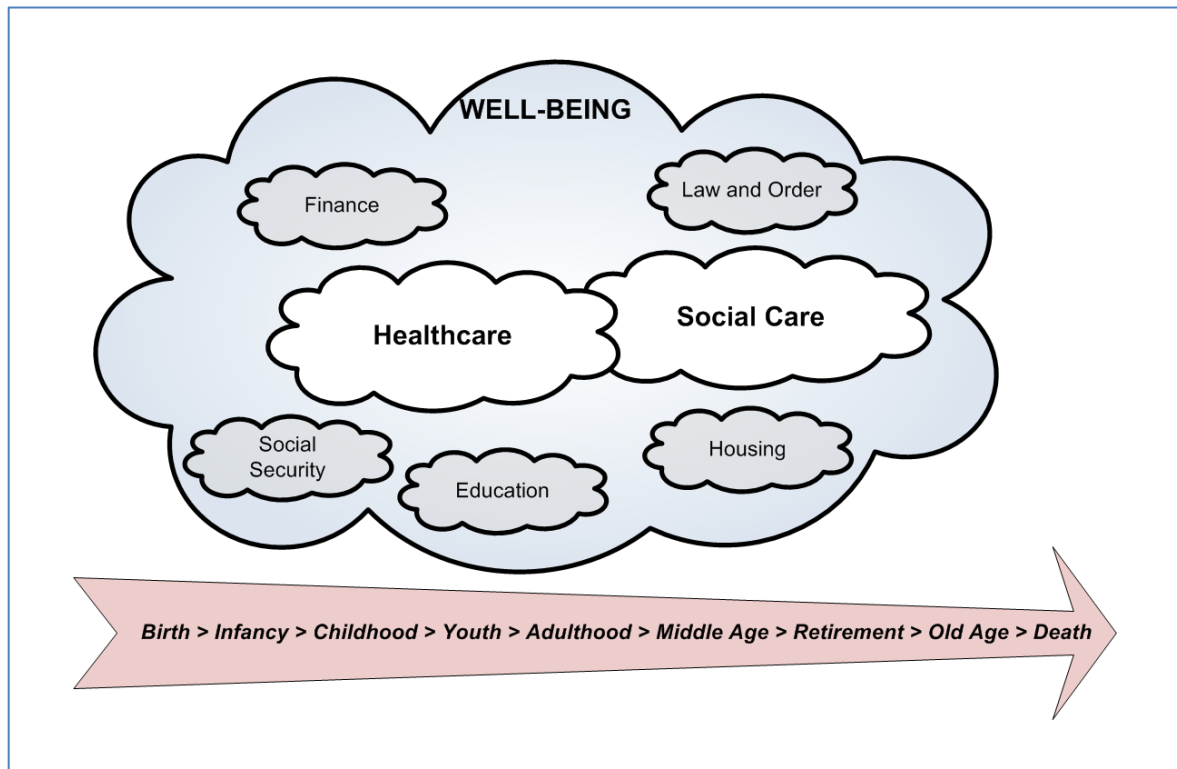 WELL-BEING
Finance
Law and Order
Healthcare
Social Care
Social
Security
Education
Housing
Birth > Infancy > Childhood > Youth > Adulthood > Middle Age > Retirement > Old Age > Death